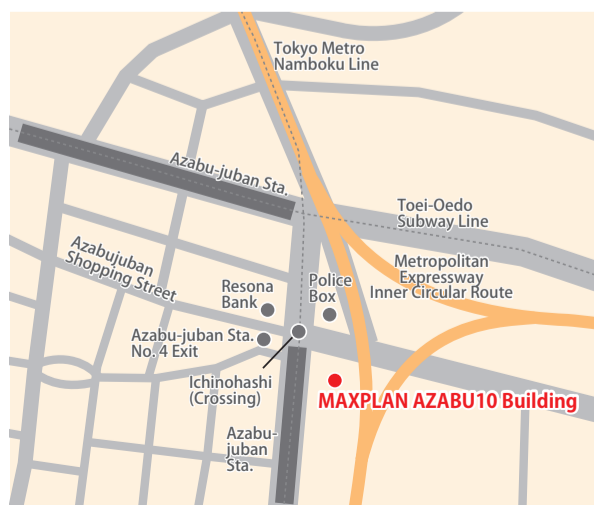 Tokyo Metro
Namboku Line
Azabu-juban Sta.
Toei-Oedo
Subway Line
Azabujuban
Shopping Street
Metropolitan
Expressway
Inner Circular Route
Resona
Bank
Police
Box
Azabu-juban Sta.
No. 4 Exit
Ichinohashi
(Crossing)
MAXPLAN AZABU10 Building
Azabu-
juban
Sta.